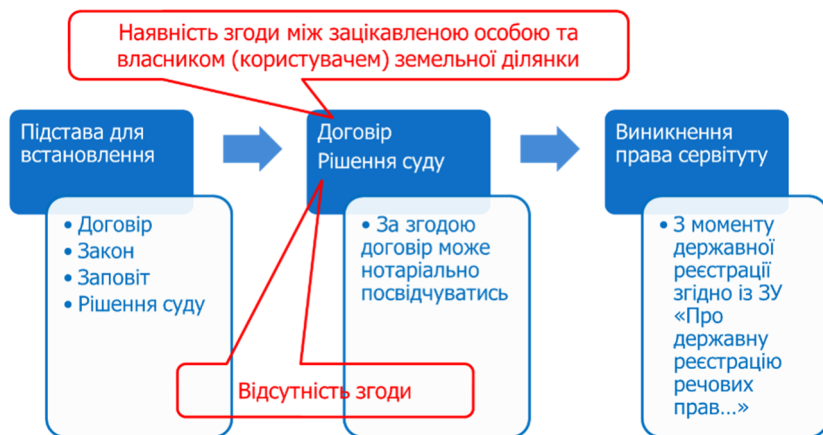 Наявність згоди між зацікавленою особою та
власником (користувачем) земельної ділянки
Підстава для
встановлення
• Договір
• Закон
• Заповіт
• Рішення суду
Договір
Рішення суду
• За згодою
договір може
нотаріально
посвідчуватись
Відсутність згоди
Виникнення
права сервітуту
• З моменту
державної
реєстрації
згідно із ЗУ
«Про
державну
реєстрацію
речових
прав...»